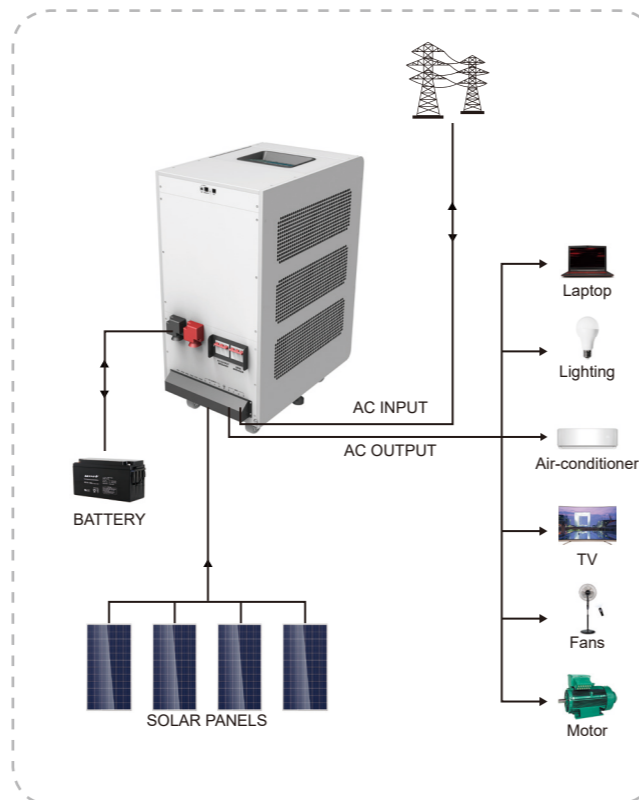 Laptop
Lighting
AC INPUT
AC OUTPUT
Air-conditioner
BATTERY
TV
Fans
SOLAR PANELS
Motor